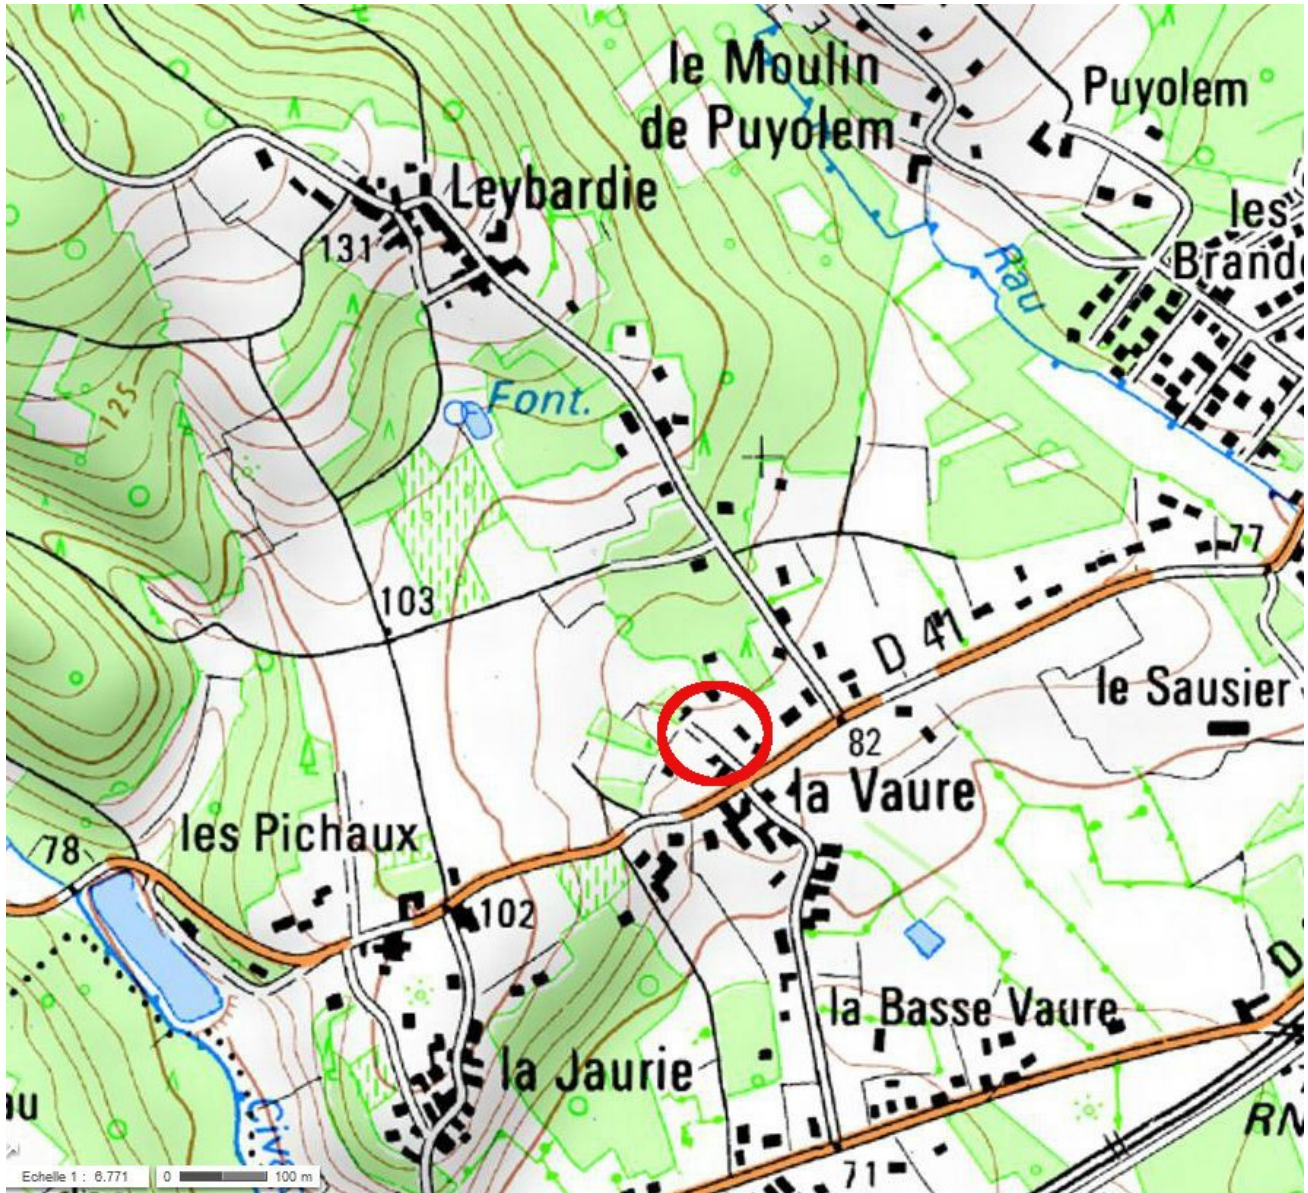 le Moulin
de Puyolem
Puyolem
Leybardie
131
les
Rau
Font.
125
103
77
D 41
le Sausier
82
la Vaure
les Pichaux
78
102
la Basse Vaure
D
la Jaurie
RN
71
Echelle 1 : 6.771
0
100 m